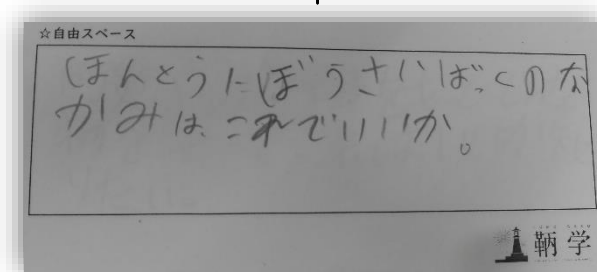 ☆自由スペース
ほんとうにぼうさいばっくのな
かみは、これでいいか。
鞆学